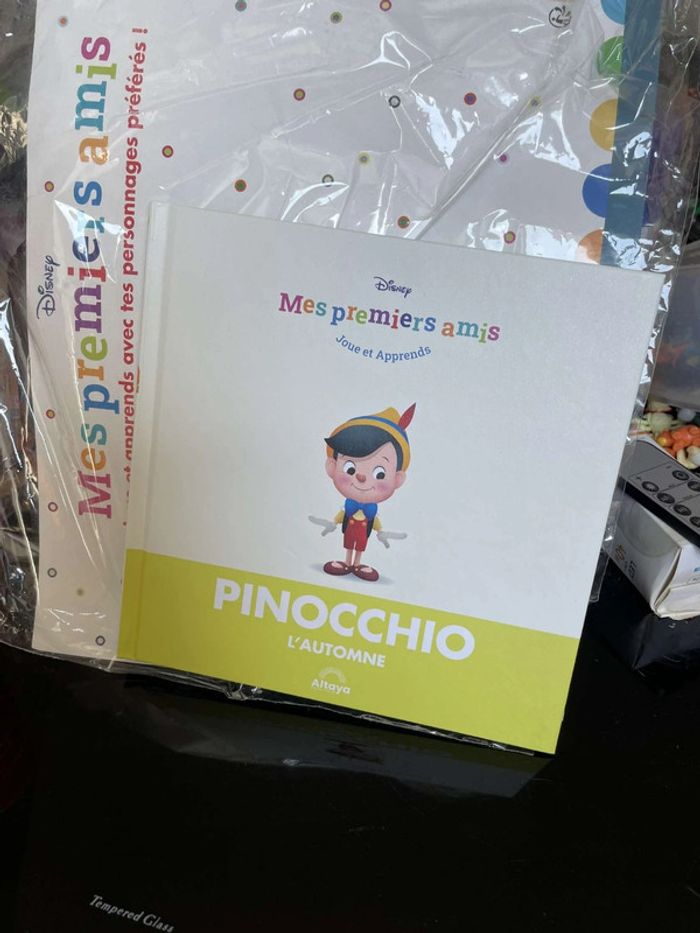 Disney
Mes premiers amis
et apprends avec tes personnages préférés !
Disney
Mes premiers amis
Joue et Apprends
PINOCCHIO
L'AUTOMNE
Altaya
Tempered Glass